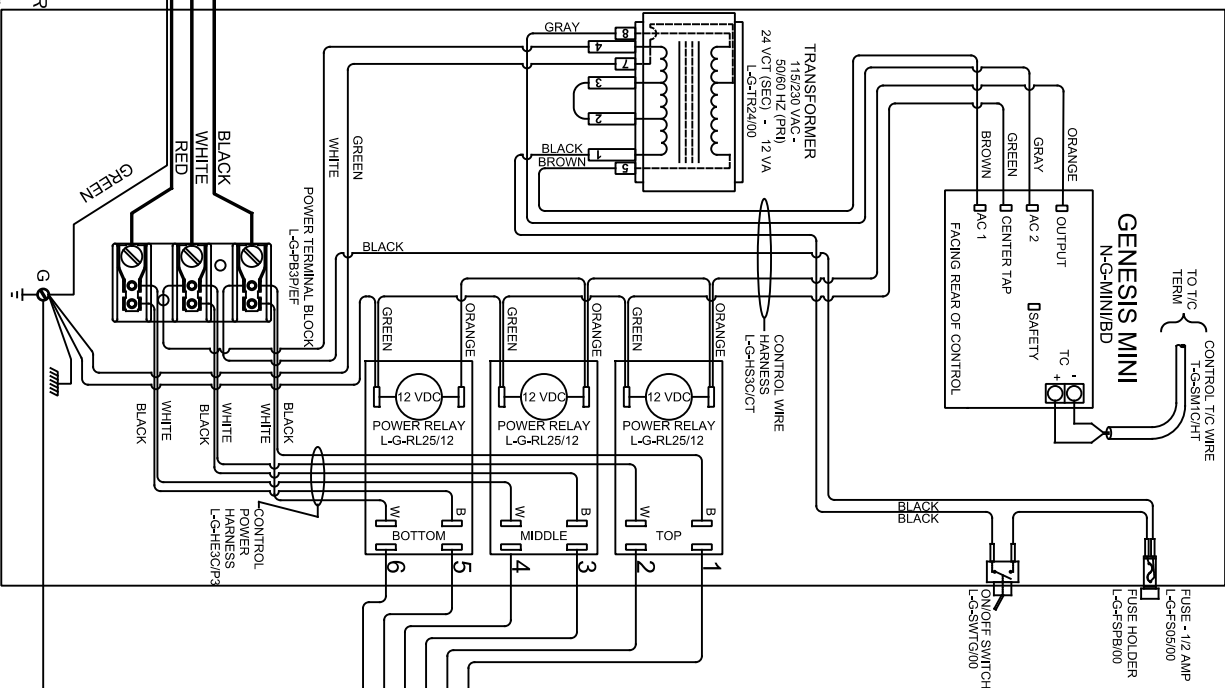 GRAY
8
4
7
3
2
1
5
BLACK
BROWN
TRANSFORMER
115/230 VAC -
50/60 HZ (PRI)
24 VCT (SEC) - 12 VA
L-G-TR24/00
GREEN
WHITE
BROWN
GREEN
GRAY
ORANGE
GENESIS MINI
N-G-MINI/BD
AC 1
CENTER TAP
AC 2
OUTPUT
SAFETY
TC
+
-
FACING REAR OF CONTROL
TO T/C
TERM
CONTROL T/C WIRE
T-G-SM1C/HT
BLACK
WHITE
RED
GREEN
POWER TERMINAL BLOCK
L-G-PB3P/EF
BLACK
G
CONTROL WIRE
HARNESS
L-G-HS3C/CT
GREEN
ORANGE
GREEN
ORANGE
GREEN
ORANGE
12 VDC
POWER RELAY
L-G-RL25/12
12 VDC
POWER RELAY
L-G-RL25/12
12 VDC
POWER RELAY
L-G-RL25/12
BLACK
WHITE
BLACK
WHITE
WHITE
BLACK
CONTROL
POWER
HARNESS
L-G-HE3C/P3
W
B
BOTTOM
W
B
MIDDLE
W
B
TOP
6
5
4
3
2
1
BLACK
BLACK
ON/OFF SWITCH
L-G-SWTG/00
FUSE - 1/2 AMP
L-G-FS05/00
FUSE HOLDER
L-G-FSPB/00